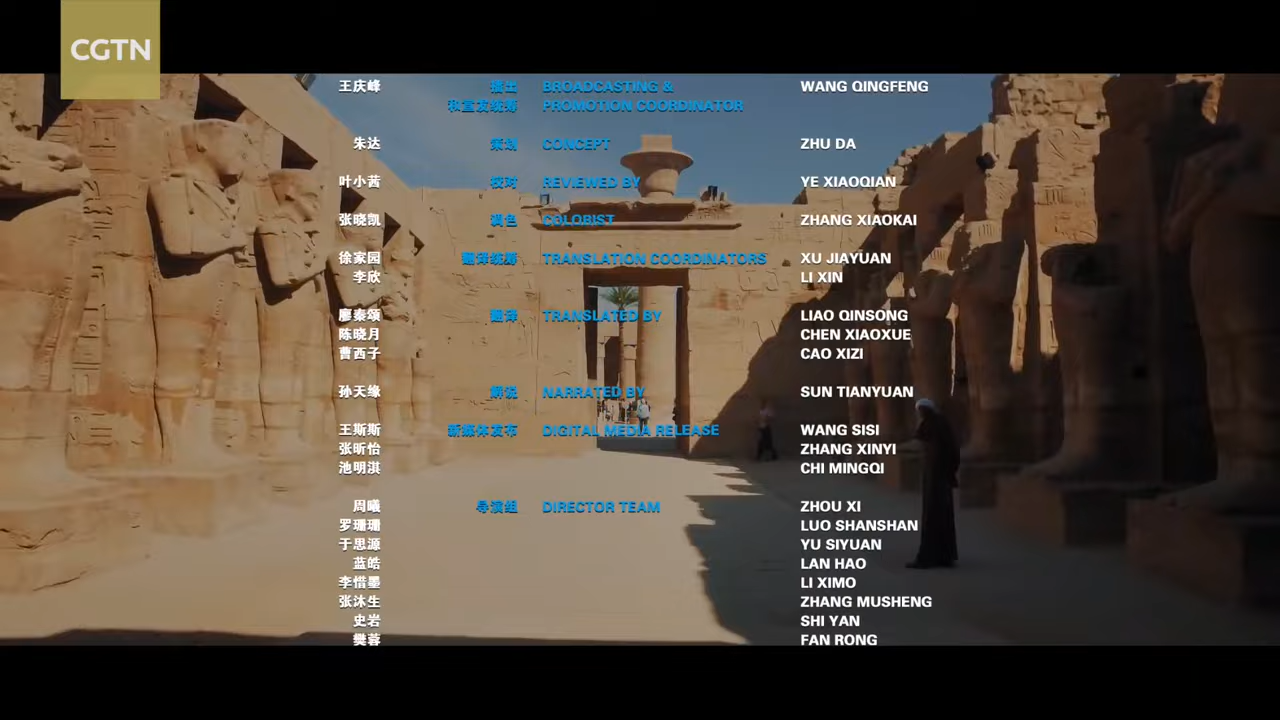 CGTN
王庆峰 播出 BROADCASTING & WANG QINGFENG
和宣发统筹 PROMOTION COORDINATOR
朱达 策划 CONCEPT ZHU DA
叶小茜 校对 REVIEWED BY YE XIAOQIAN
张晓凯 调色 COLORIST ZHANG XIAOKAI
徐家园 翻译统筹 TRANSLATION COORDINATORS XU JIAYUAN
李欣 LI XIN
廖秦颂 翻译 TRANSLATED BY LIAO QINSONG
陈晓月 CHEN XIAOXUE
曹西子 CAO XIZI
孙天缘 解说 NARRATED BY SUN TIANYUAN
王斯斯 新媒体发布 DIGITAL MEDIA RELEASE WANG SISI
张昕怡 ZHANG XINYI
池明淇 CHI MINGQI
周曦 导演组 DIRECTOR TEAM ZHOU XI
罗珊珊 LUO SHANSHAN
于思源 YU SIYUAN
蓝皓 LAN HAO
李惜墨 LI XIMO
张沐生 ZHANG MUSHENG
史岩 SHI YAN
樊蓉 FAN RONG